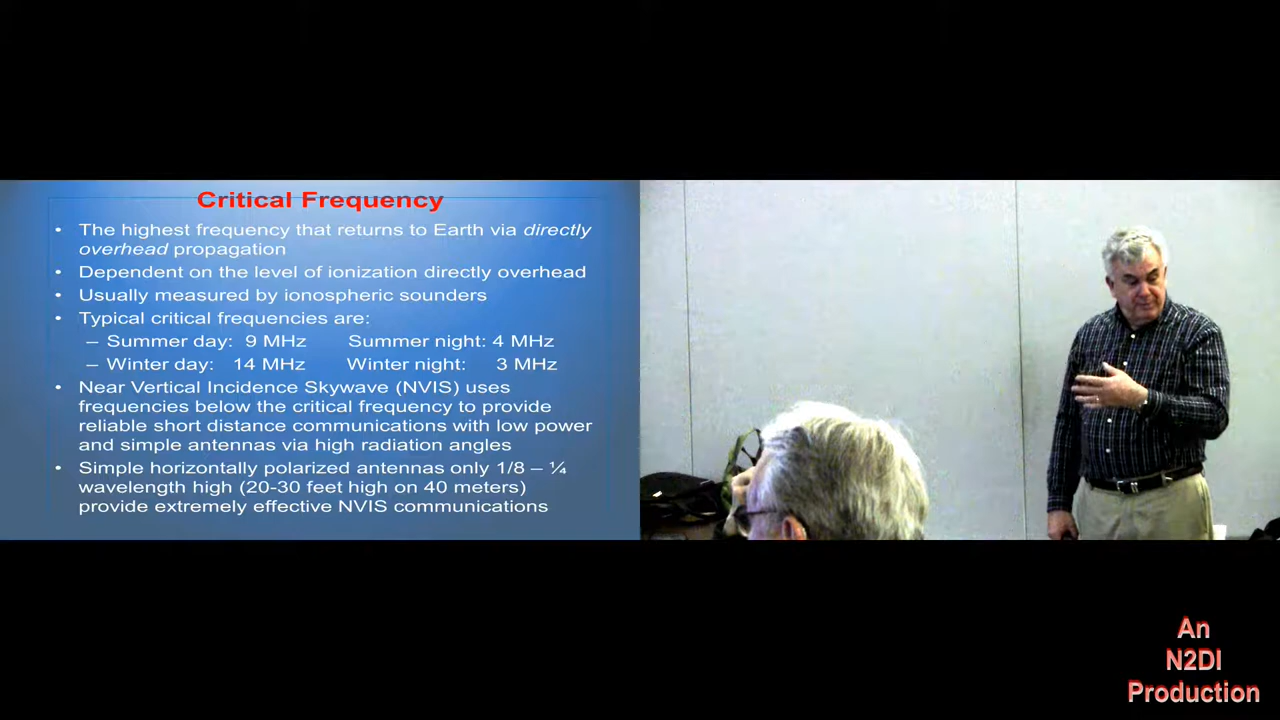 Critical Frequency
• The highest frequency that returns to Earth via directly
overhead propagation
• Dependent on the level of ionization directly overhead
• Usually measured by ionospheric sounders
• Typical critical frequencies are:
– Summer day: 9 MHz Summer night: 4 MHz
– Winter day: 14 MHz Winter night: 3 MHz
• Near Vertical Incidence Skywave (NVIS) uses
frequencies below the critical frequency to provide
reliable short distance communications with low power
and simple antennas via high radiation angles
• Simple horizontally polarized antennas only 1/8 – ¼
wavelength high (20-30 feet high on 40 meters)
provide extremely effective NVIS communications
An
N2DI
Production